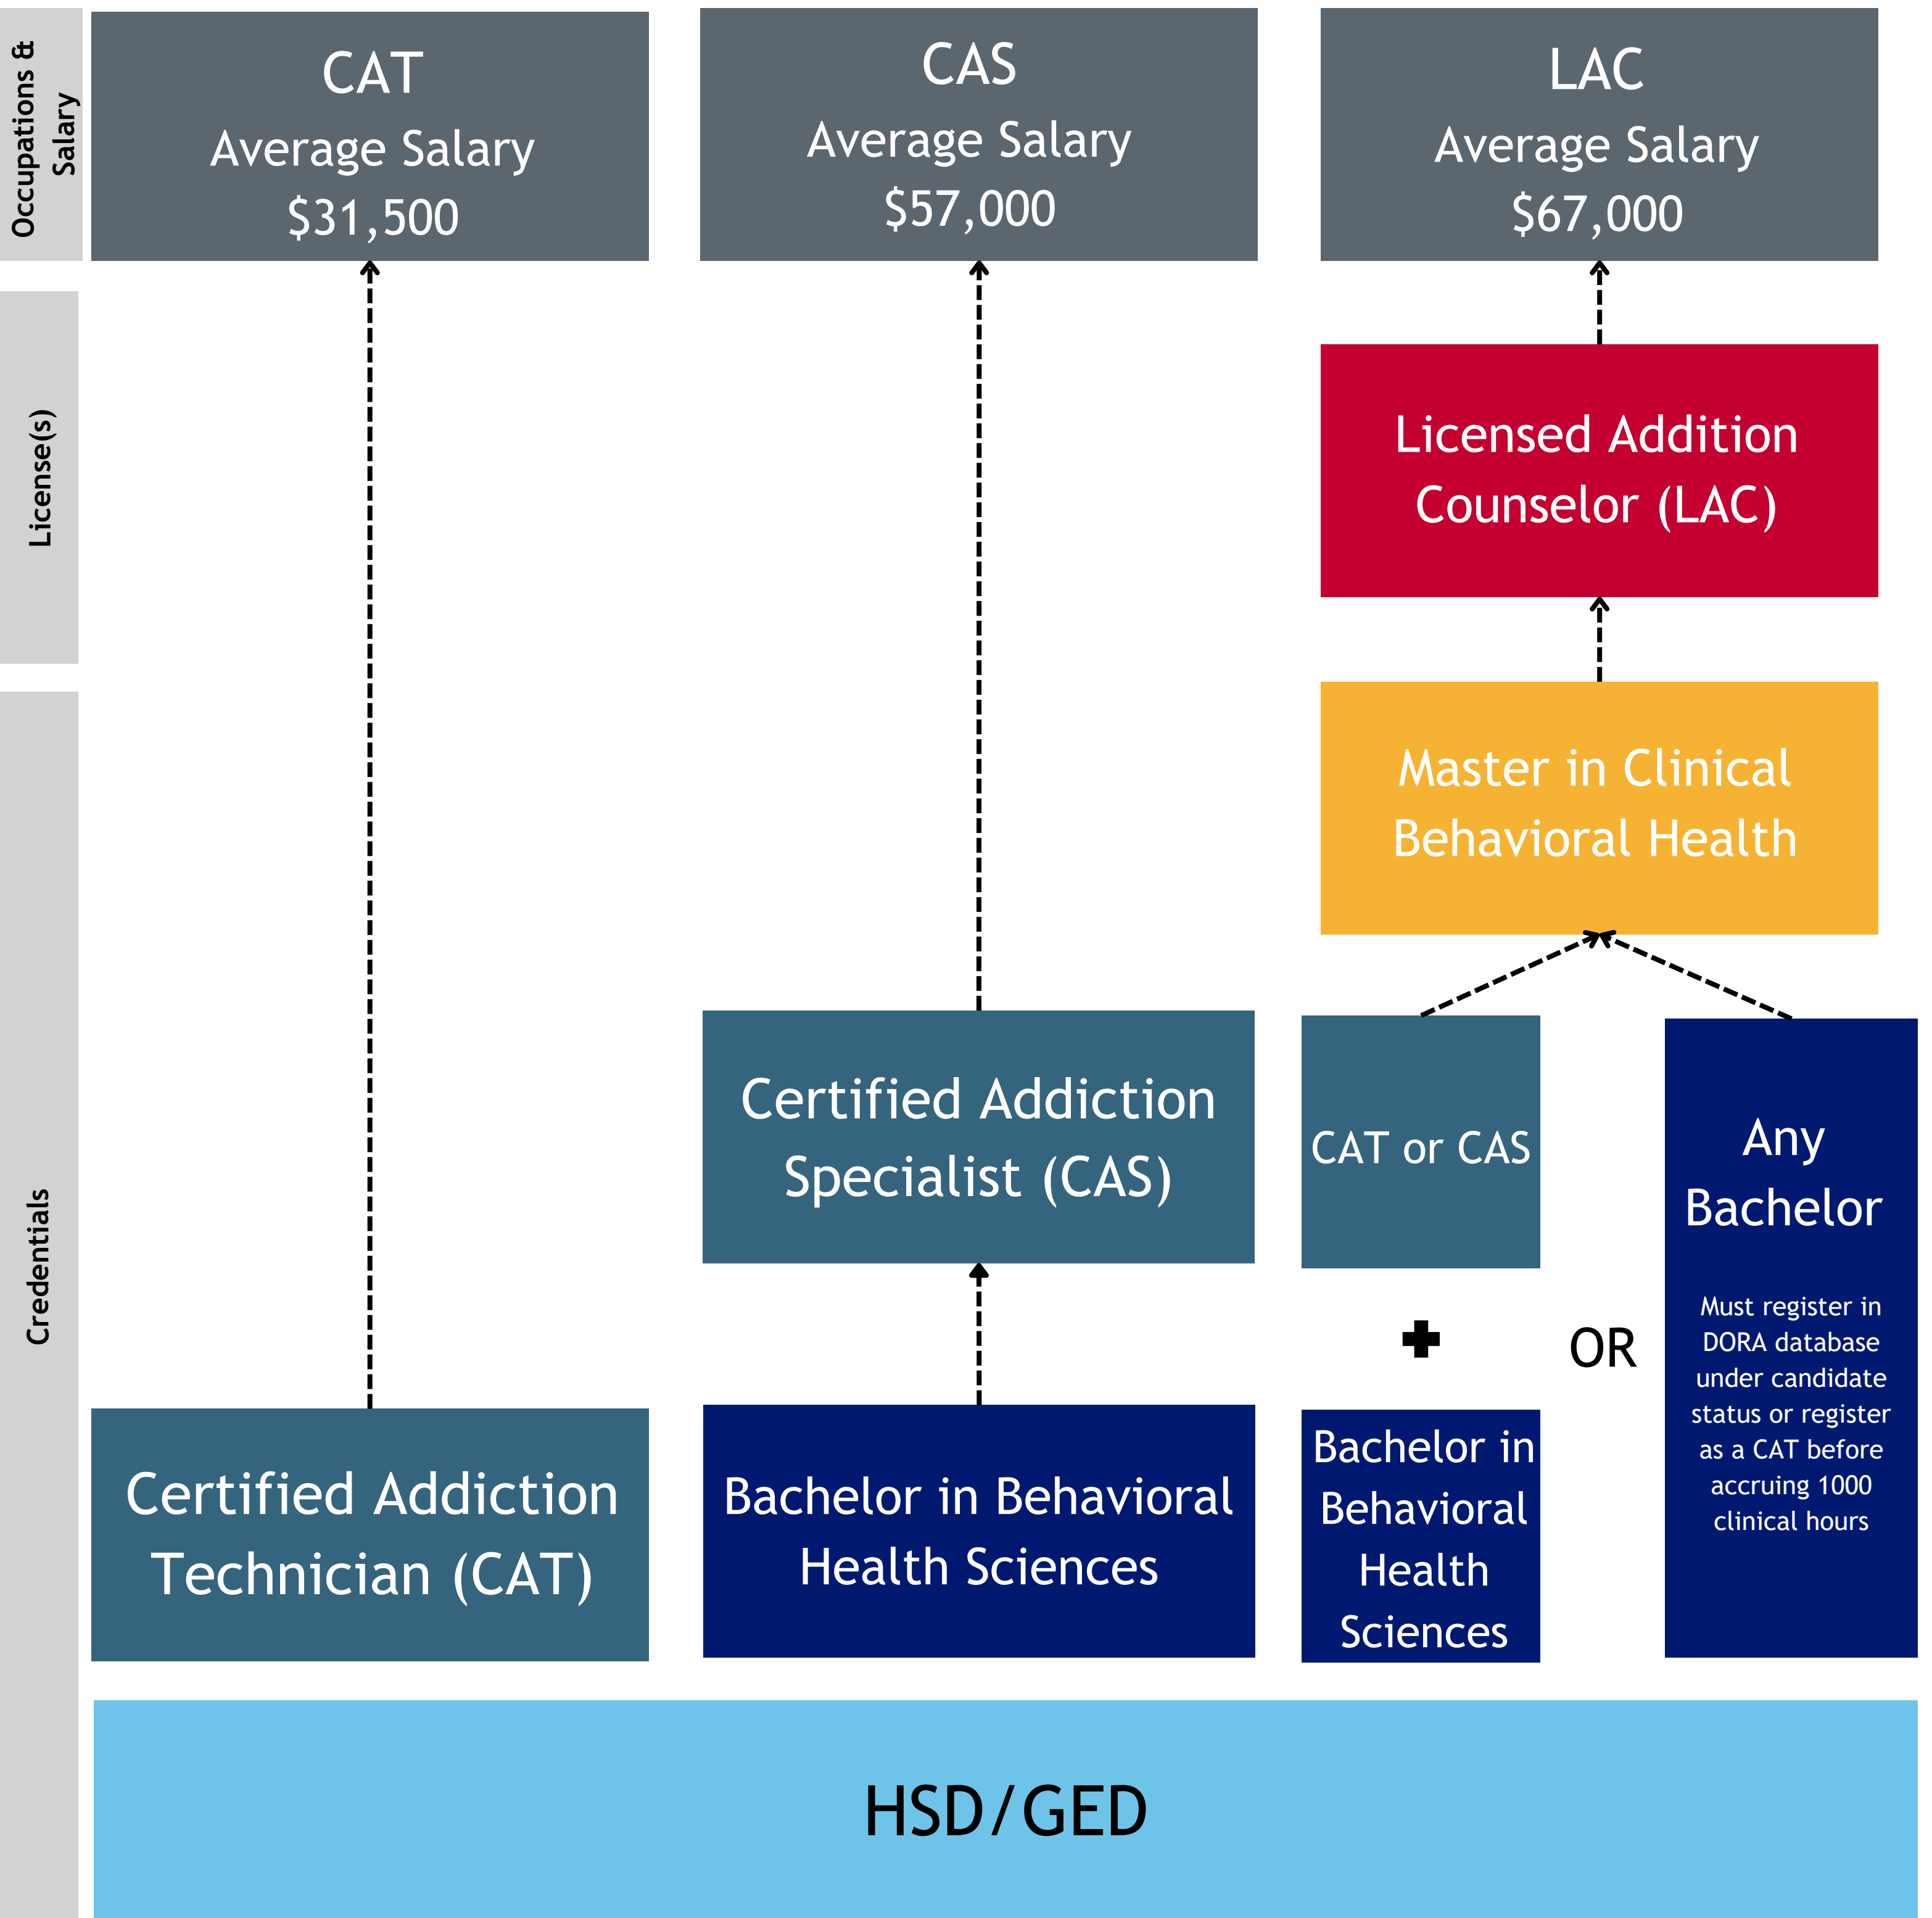 Occupations &
Salary
CAT
Average Salary
$31,500
CAS
Average Salary
$57,000
LAC
Average Salary
$67,000
License(s)
Licensed Addition
Counselor (LAC)
Credentials
Master in Clinical
Behavioral Health
Certified Addiction
Specialist (CAS)
CAT or CAS
Any
Bachelor
Must register in
DORA database
under candidate
status or register
as a CAT before
accruing 1000
clinical hours
OR
Certified Addiction
Technician (CAT)
Bachelor in Behavioral
Health Sciences
Bachelor in
Behavioral
Health
Sciences
HSD/GED